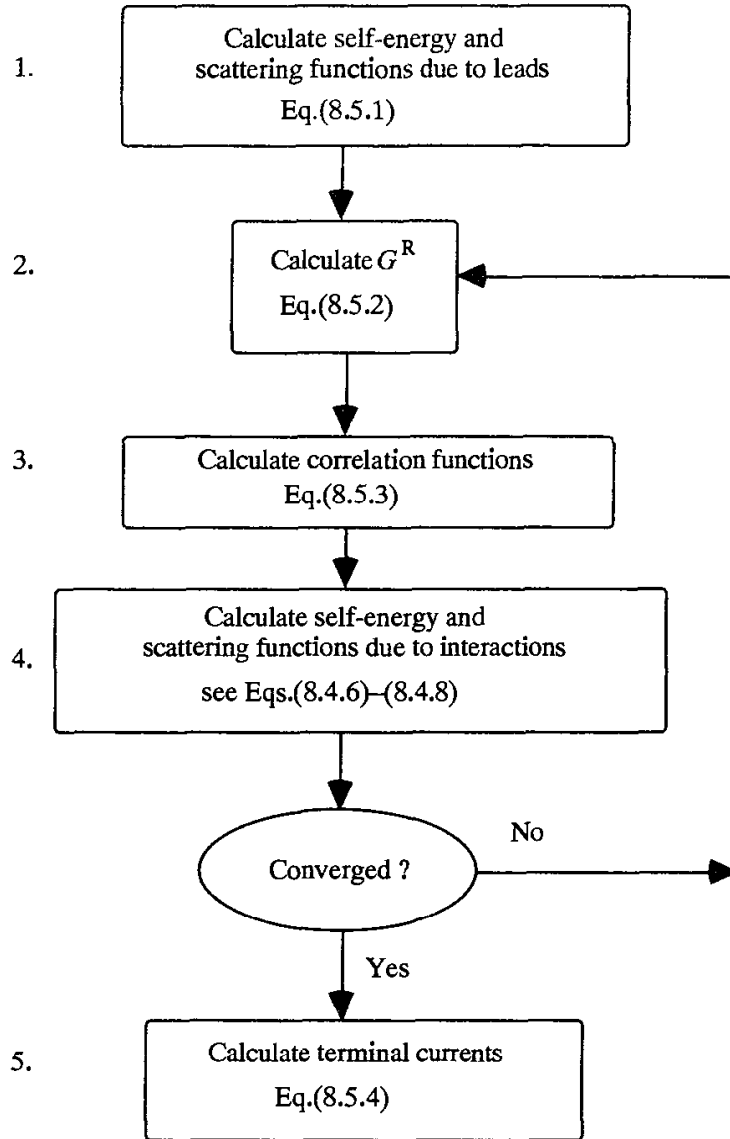 1.
Calculate self-energy and
scattering functions due to leads
Eq.(8.5.1)
2.
Calculate G^R
Eq.(8.5.2)
3.
Calculate correlation functions
Eq.(8.5.3)
4.
Calculate self-energy and
scattering functions due to interactions
see Eqs.(8.4.6)–(8.4.8)
Converged ?
No
Yes
5.
Calculate terminal currents
Eq.(8.5.4)